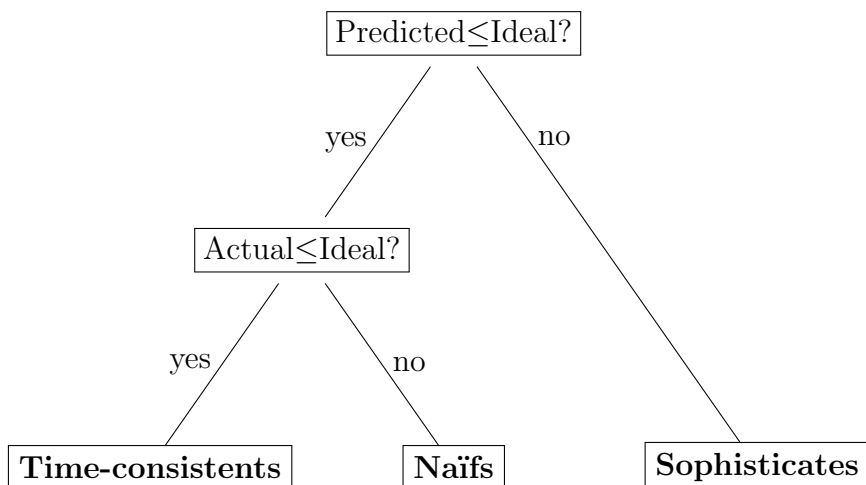 Predicted≤Ideal?
yes
no
Actual≤Ideal?
yes
no
Time-consistents
Naïfs
Sophisticates